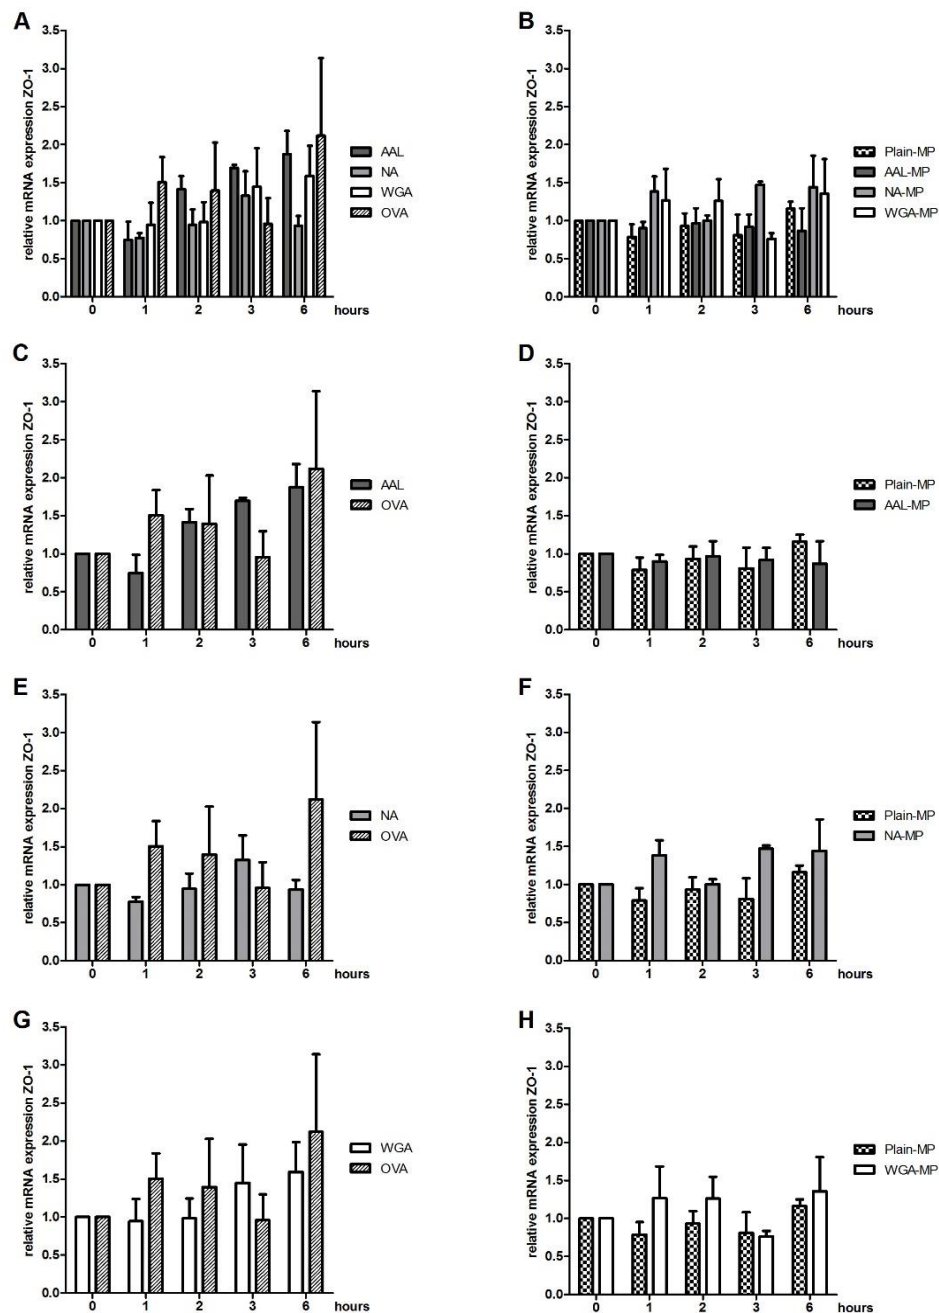 A
relative mRNA expression ZO-1
3.5
3.0
2.5
2.0
1.5
1.0
0.5
0.0
0 1 2 3 6 hours
AAL
NA
WGA
OVA
B
relative mRNA expression ZO-1
3.5
3.0
2.5
2.0
1.5
1.0
0.5
0.0
0 1 2 3 6 hours
Plain-MP
AAL-MP
NA-MP
WGA-MP
C
relative mRNA expression ZO-1
3.5
3.0
2.5
2.0
1.5
1.0
0.5
0.0
0 1 2 3 6 hours
AAL
OVA
D
relative mRNA expression ZO-1
3.5
3.0
2.5
2.0
1.5
1.0
0.5
0.0
0 1 2 3 6 hours
Plain-MP
AAL-MP
E
relative mRNA expression ZO-1
3.5
3.0
2.5
2.0
1.5
1.0
0.5
0.0
0 1 2 3 6 hours
NA
OVA
F
relative mRNA expression ZO-1
3.5
3.0
2.5
2.0
1.5
1.0
0.5
0.0
0 1 2 3 6 hours
Plain-MP
NA-MP
G
relative mRNA expression ZO-1
3.5
3.0
2.5
2.0
1.5
1.0
0.5
0.0
0 1 2 3 6 hours
WGA
OVA
H
relative mRNA expression ZO-1
3.5
3.0
2.5
2.0
1.5
1.0
0.5
0.0
0 1 2 3 6 hours
Plain-MP
WGA-MP